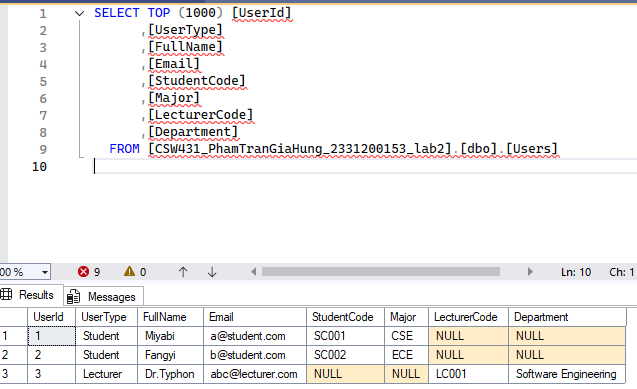 1 SELECT TOP (1000) [UserId]
2 ,[UserType]
3 ,[FullName]
4 ,[Email]
5 ,[StudentCode]
6 ,[Major]
7 ,[LecturerCode]
8 ,[Department]
9 FROM [CSW431_PhamTranGiaHung_2331200153_lab2].[dbo].[Users]
10
00 % 9 0 Ln: 10 Ch: 1
Results Messages
UserId UserType FullName Email StudentCode Major LecturerCode Department
1 1 Student Miyabi a@student.com SC001 CSE NULL NULL
2 2 Student Fangyi b@student.com SC002 ECE NULL NULL
3 3 Lecturer Dr.Typhon abc@lecturer.com NULL NULL LC001 Software Engineering